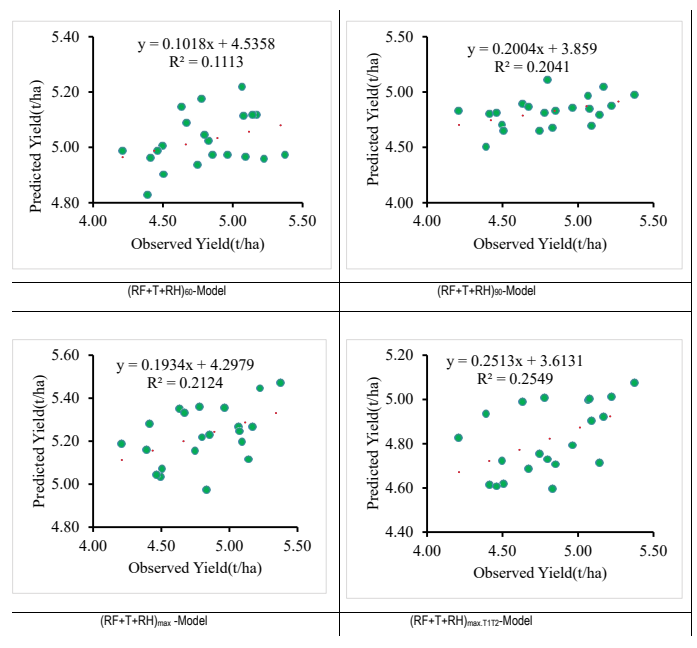 y = 0.1018x + 4.5358
R² = 0.1113
5.40
5.20
5.00
4.80
4.00 4.50 5.00 5.50
Predicted Yield(t/ha)
Observed Yield(t/ha)
(RF+T+RH)60-Model
y = 0.2004x + 3.859
R² = 0.2041
5.50
5.00
4.50
4.00
4.00 4.50 5.00 5.50
Predicted Yield(t/ha)
Observed Yield(t/ha)
(RF+T+RH)90-Model
y = 0.1934x + 4.2979
R² = 0.2124
5.60
5.40
5.20
5.00
4.80
4.00 4.50 5.00 5.50
Predicted Yield(t/ha)
Observed Yield(t/ha)
(RF+T+RH)max -Model
y = 0.2513x + 3.6131
R² = 0.2549
5.20
5.00
4.80
4.60
4.40
4.00 4.50 5.00 5.50
Predicted Yield(t/ha)
Observed Yield(t/ha)
(RF+T+RH)max.T1T2-Model